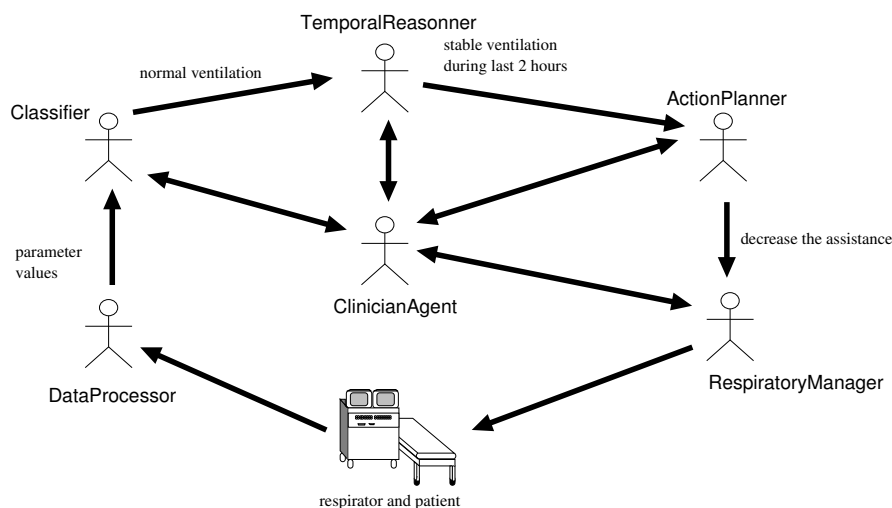 TemporalReasonner
normal ventilation
stable ventilation
during last 2 hours
Classifier
ActionPlanner
parameter
values
decrease the assistance
ClinicianAgent
DataProcessor
RespiratoryManager
respirator and patient